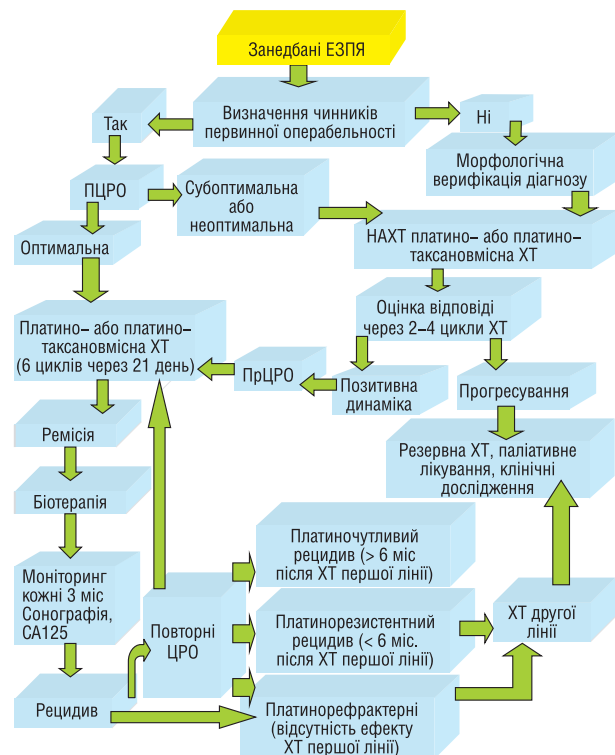 Занедбані ЕЗПЯ
Визначення чинників
первинної операбельності
Так
Ні
Морфологічна
верифікація діагнозу
ПЦРО
Субоптимальна
або
неоптимальна
Оптимальна
НАХТ платино– або платино–
таксановмісна ХТ
Оцінка відповіді
через 2–4 цикли ХТ
Платино– або платино–
таксановмісна ХТ
(6 циклів через 21 день)
ПрЦРО
Позитивна
динаміка
Прогресування
Ремісія
Резервна ХТ, паліативне
лікування, клінічні
дослідження
Біотерапія
Моніторинг
кожні 3 міс
Сонографія,
СА125
Повторні
ЦРО
Платиночутливий
рецидив (> 6 міс
після ХТ першої лінії)
Платинорезистентний
рецидив (< 6 міс.
після ХТ першої лінії)
ХТ другої
лінії
Рецидив
Платинорефрактерні
(відсутність ефекту
ХТ першої лінії)